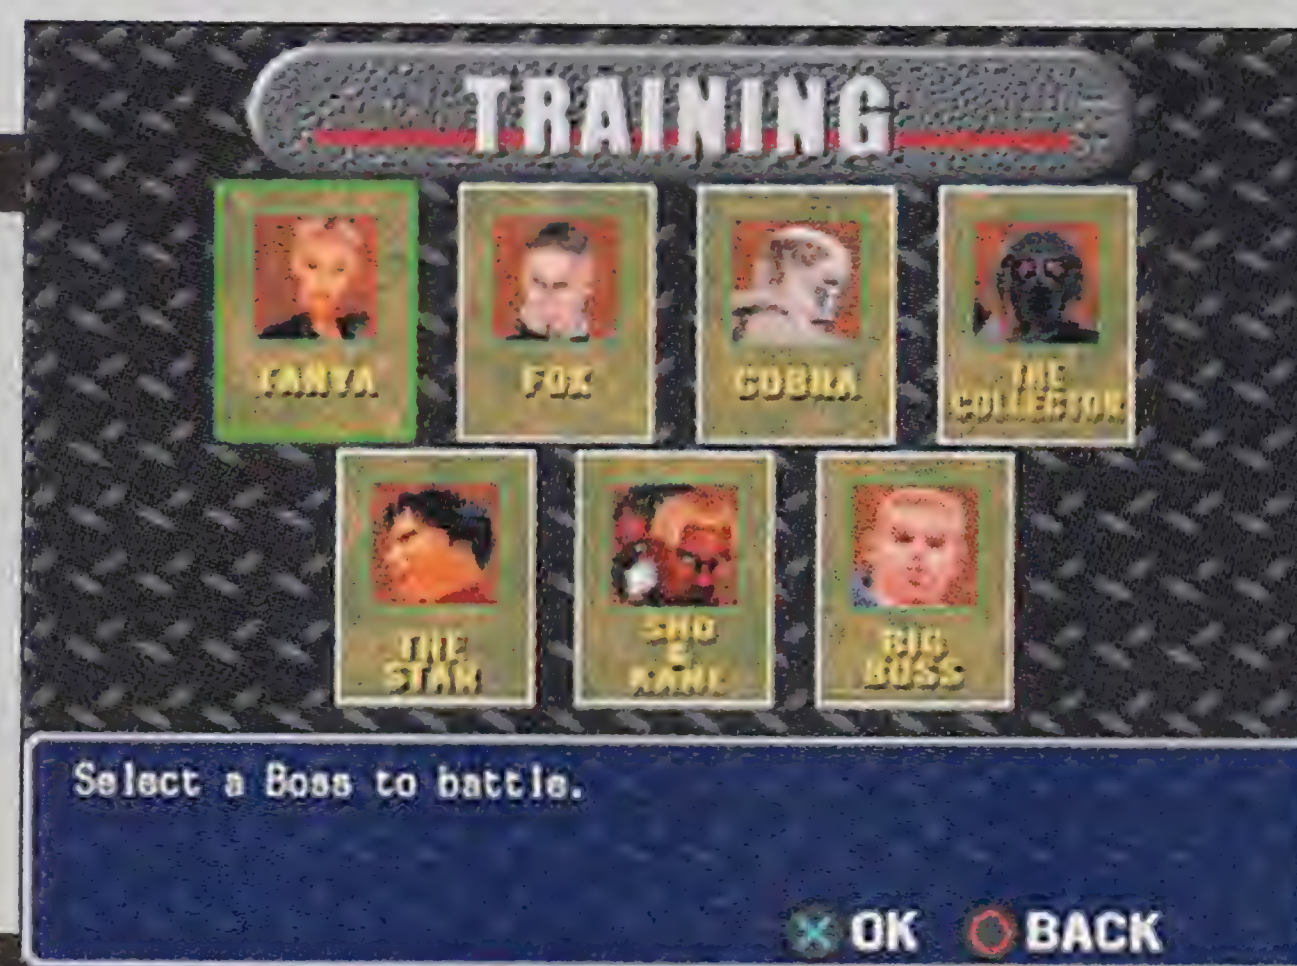 TRAINING
TANYA
FOX
COBRA
THE
COLLECTOR
THE
STAR
SHO
&
KANE
BIG
BOSS
Select a Boss to battle.
OK
BACK